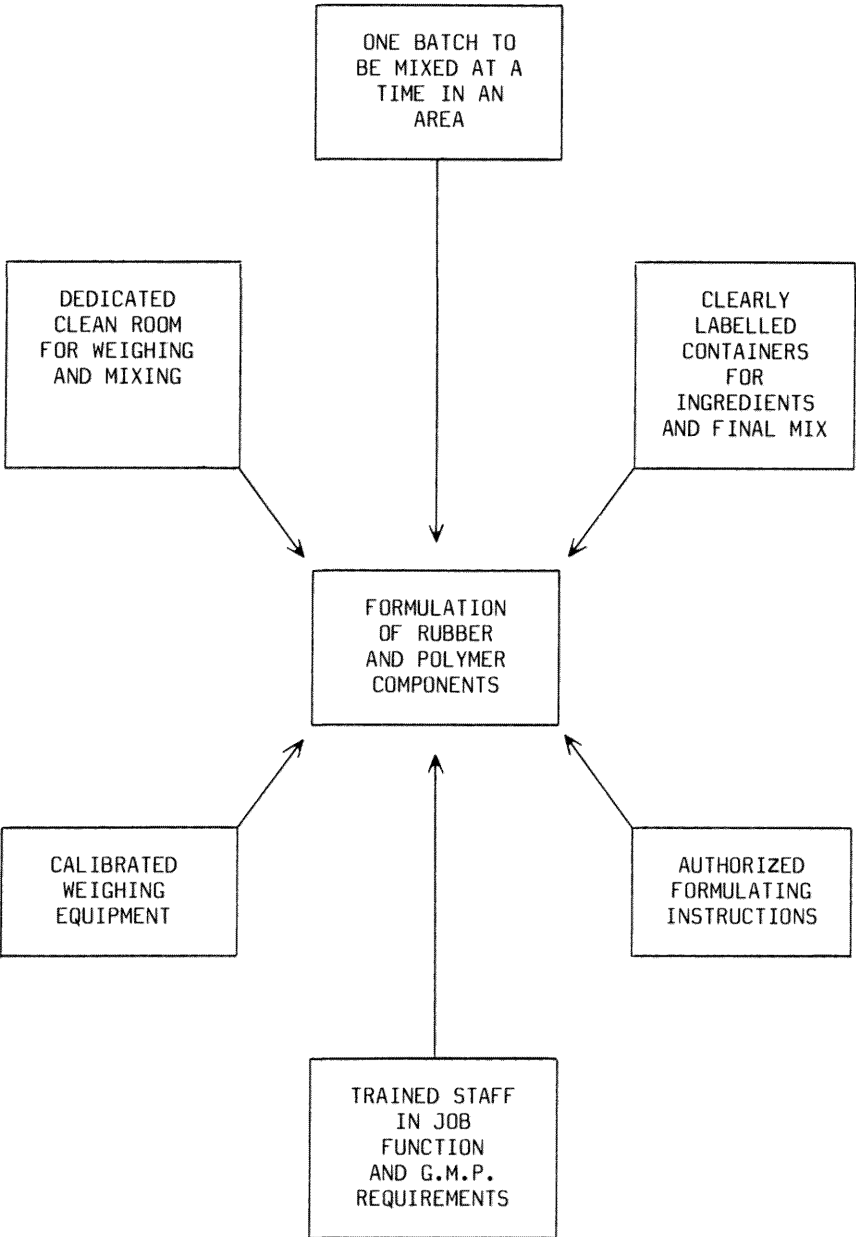 ONE BATCH TO
BE MIXED AT A
TIME IN AN
AREA
DEDICATED
CLEAN ROOM
FOR WEIGHING
AND MIXING
CLEARLY
LABELLED
CONTAINERS
FOR
INGREDIENTS
AND FINAL MIX
FORMULATION
OF RUBBER
AND POLYMER
COMPONENTS
CALIBRATED
WEIGHING
EQUIPMENT
AUTHORIZED
FORMULATING
INSTRUCTIONS
TRAINED STAFF
IN JOB
FUNCTION
AND G.M.P.
REQUIREMENTS